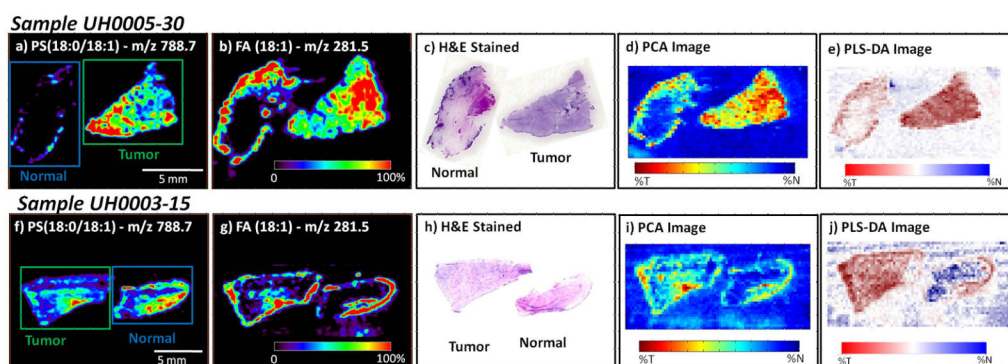 Sample UH0005-30
a) PS(18:0/18:1) - m/z 788.7
Normal
Tumor
5 mm
b) FA (18:1) - m/z 281.5
0
100%
c) H&E Stained
Normal
Tumor
d) PCA Image
%T
%N
e) PLS-DA Image
%T
%N
Sample UH0003-15
f) PS(18:0/18:1) - m/z 788.7
Tumor
Normal
5 mm
g) FA (18:1) - m/z 281.5
0
100%
h) H&E Stained
Tumor
Normal
i) PCA Image
%T
%N
j) PLS-DA Image
%T
%N